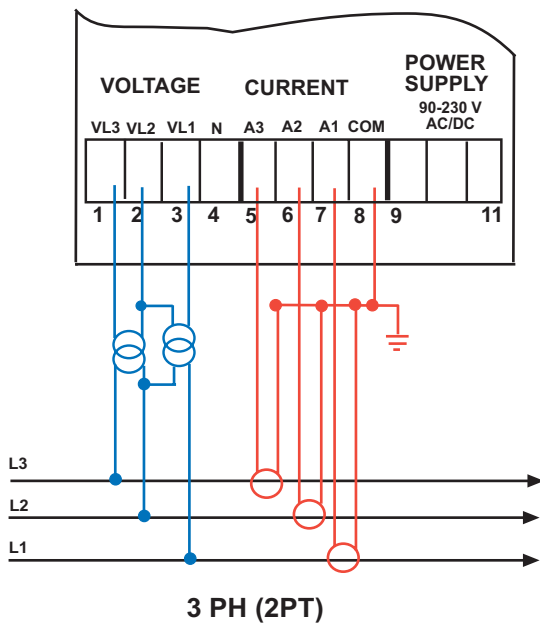 POWER
SUPPLY
VOLTAGE CURRENT
90-230 V
AC/DC
VL3 VL2 VL1 N A3 A2 A1 COM
1 2 3 4 5 6 7 8 9 11
L3
L2
L1
3 PH (2PT)